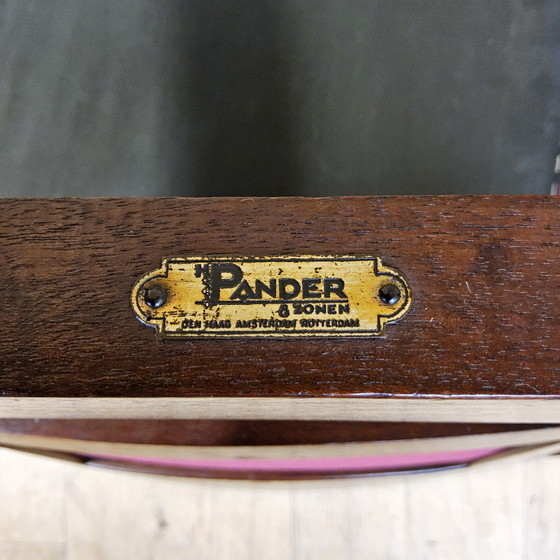 H PANDER
& ZONEN
DEN HAAG AMSTERDAM ROTTERDAM